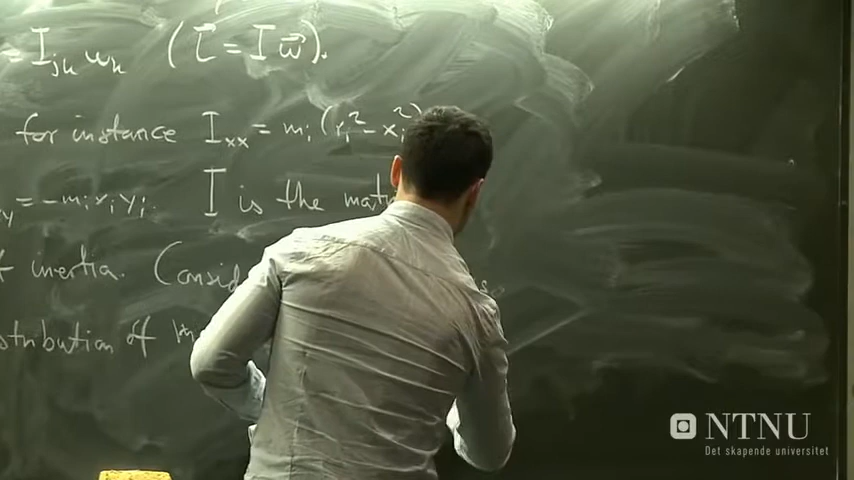 = I_jk ω_k (L⃗ = I ω⃗).
for instance I_xx = m_i (r_i² - x_i²)
y = -m_i x_i y_i. I is the mat
inertia. (Consid
stribution of
NTNU
Det skapende universitet